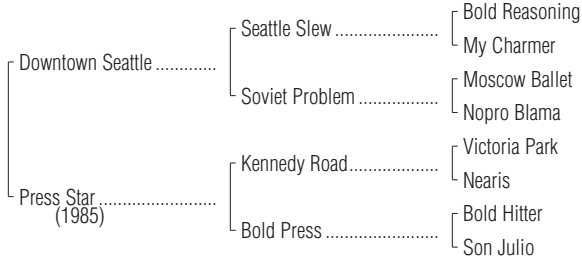 Bold Reasoning
Seattle Slew ....................
My Charmer
Downtown Seattle .............
Moscow Ballet
Soviet Problem ................
Nopro Blama
Victoria Park
Kennedy Road..................
Nearis
Press Star .......................
(1985)
Bold Hitter
Bold Press ......................
Son Julio